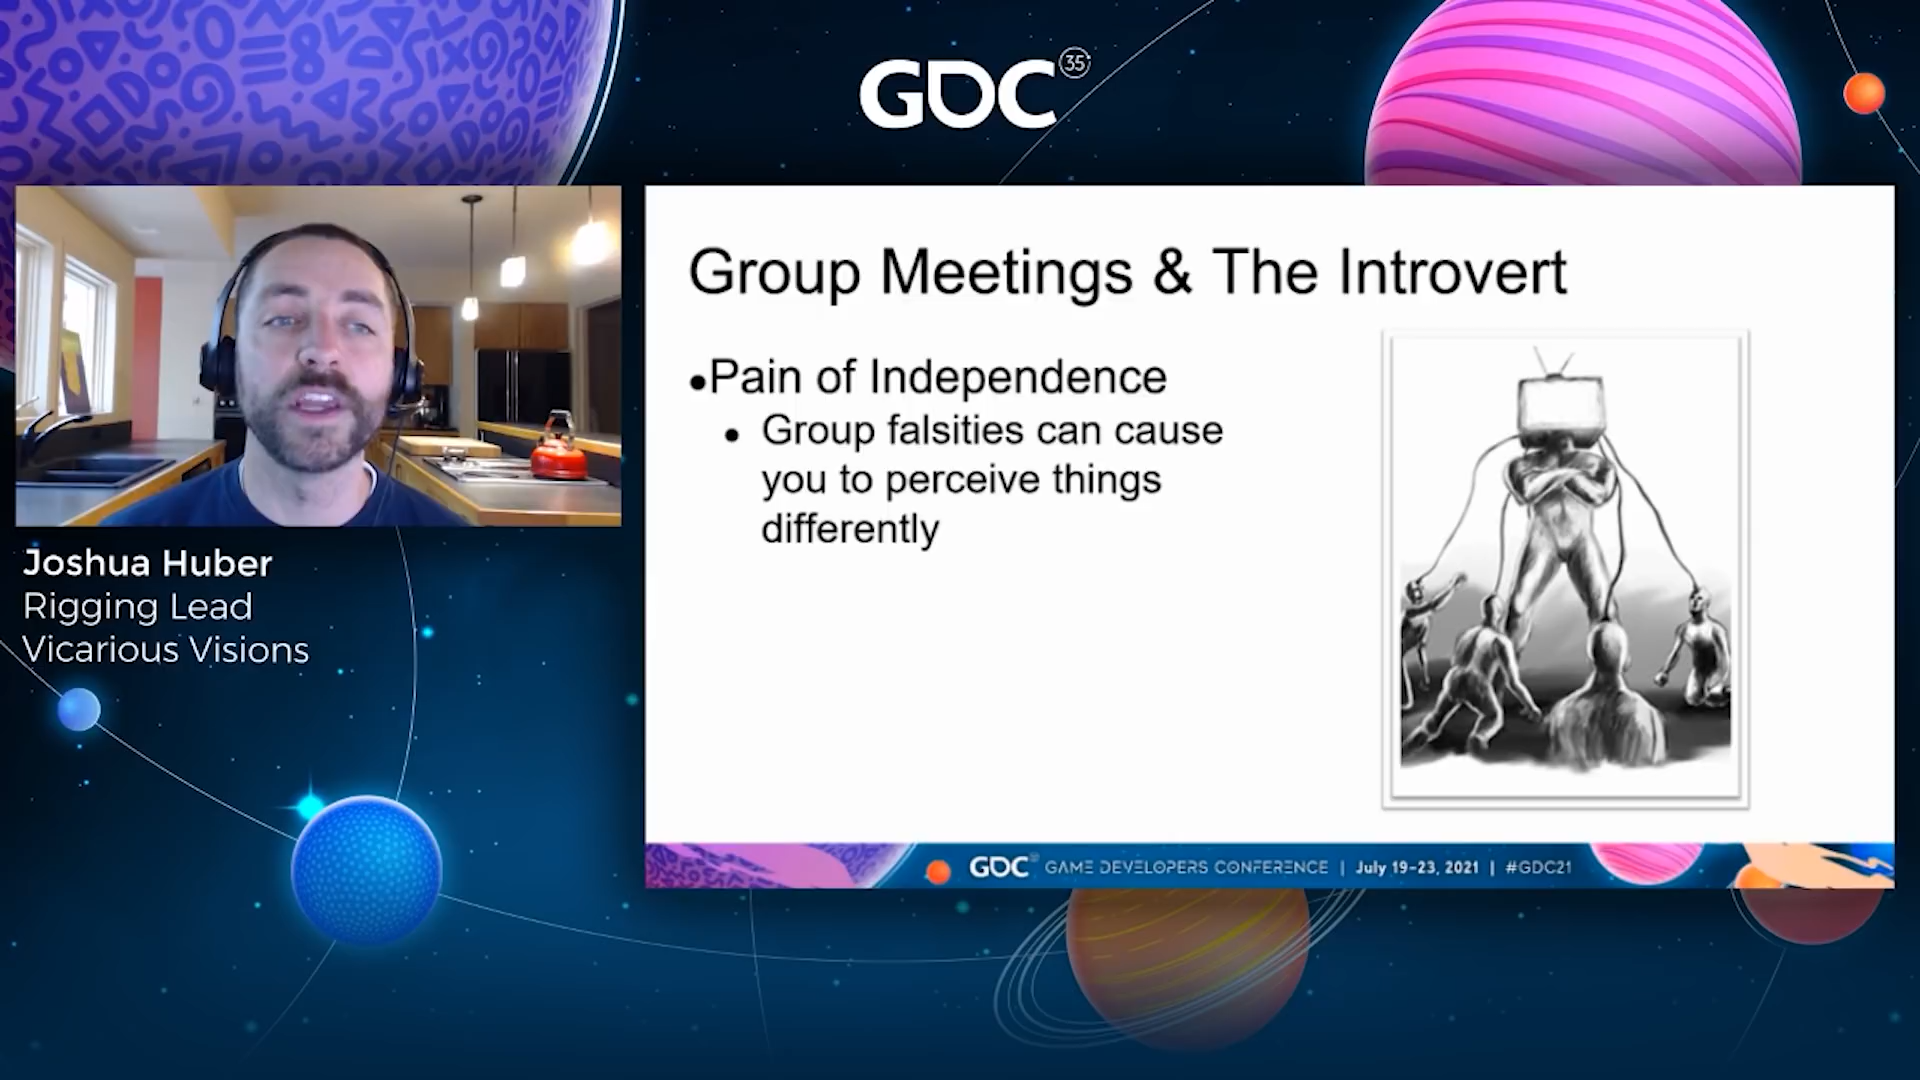 GDC 35
Joshua Huber
Rigging Lead
Vicarious Visions
Group Meetings & The Introvert
•Pain of Independence
• Group falsities can cause
you to perceive things
differently
GDC GAME DEVELOPERS CONFERENCE | July 19-23, 2021 | #GDC21